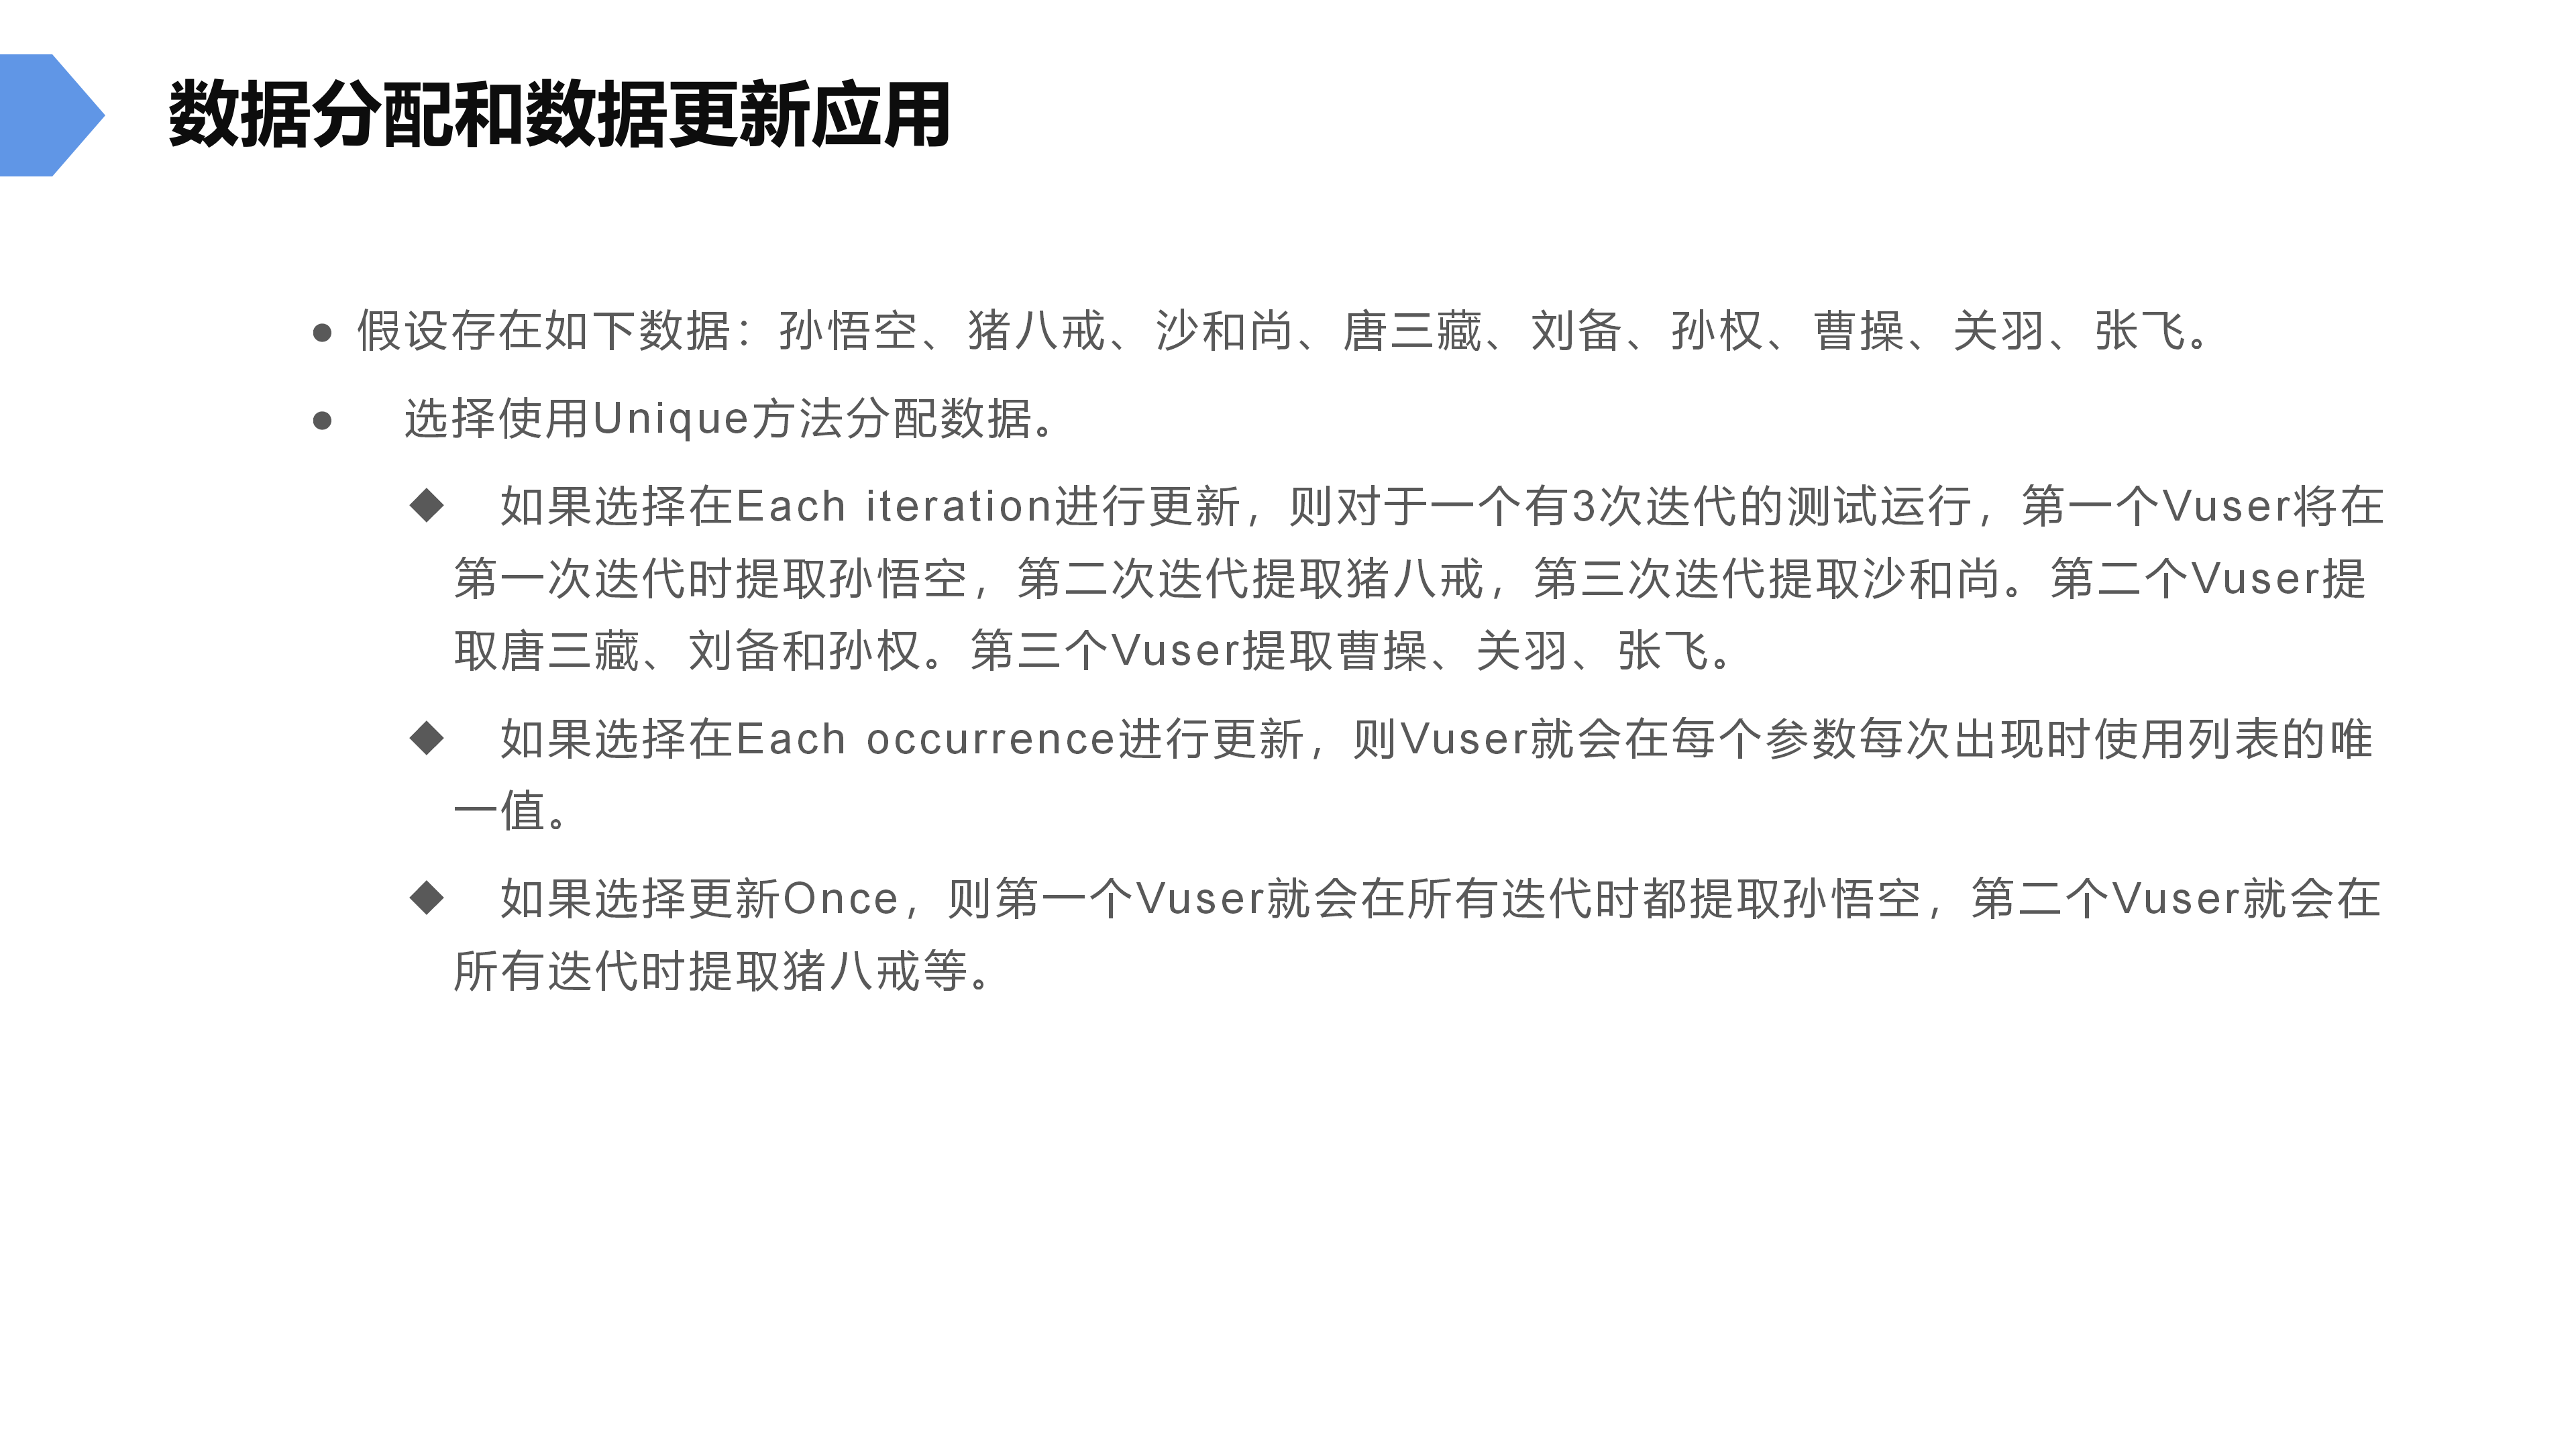 数据分配和数据更新应用
● 假设存在如下数据：孙悟空、猪八戒、沙和尚、唐三藏、刘备、孙权、曹操、关羽、张飞。
● 选择使用Unique方法分配数据。
◆ 如果选择在Each iteration进行更新，则对于一个有3次迭代的测试运行，第一个Vuser将在
第一次迭代时提取孙悟空，第二次迭代提取猪八戒，第三次迭代提取沙和尚。第二个Vuser提
取唐三藏、刘备和孙权。第三个Vuser提取曹操、关羽、张飞。
◆ 如果选择在Each occurrence进行更新，则Vuser就会在每个参数每次出现时使用列表的唯
一值。
◆ 如果选择更新Once，则第一个Vuser就会在所有迭代时都提取孙悟空，第二个Vuser就会在
所有迭代时提取猪八戒等。